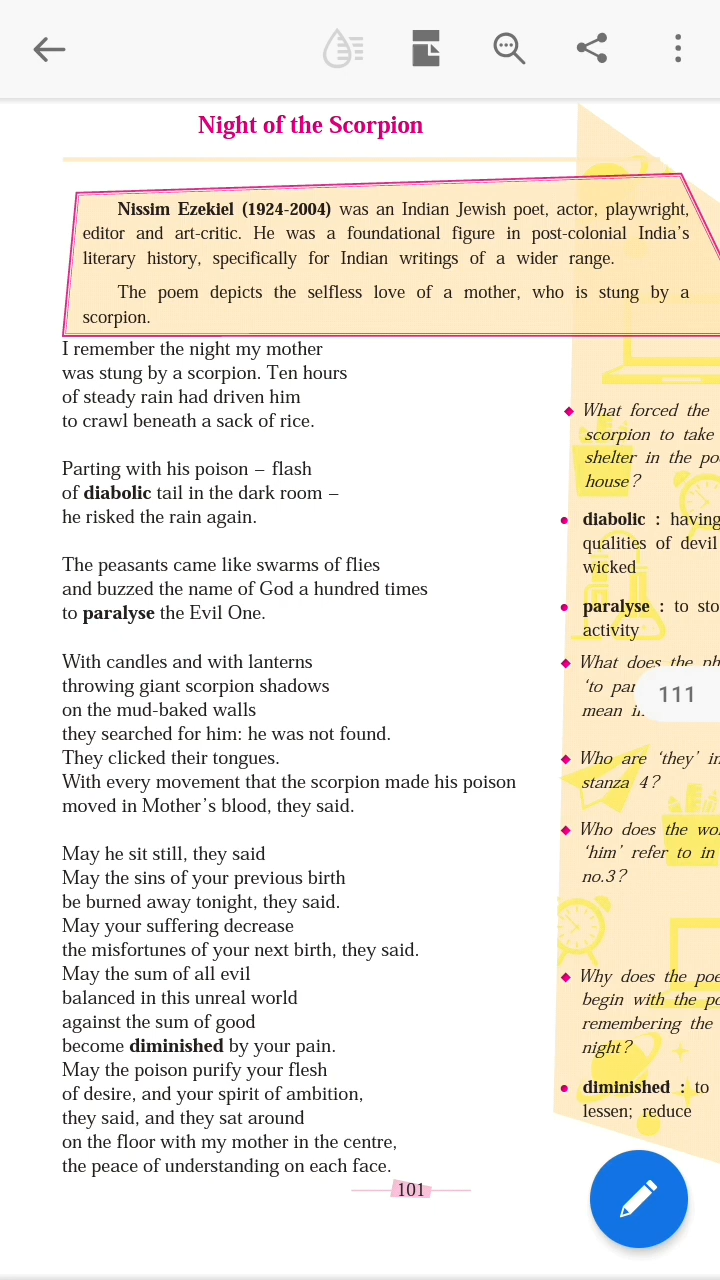 Night of the Scorpion
Nissim Ezekiel (1924-2004) was an Indian Jewish poet, actor, playwright,
editor and art-critic. He was a foundational figure in post-colonial India's
literary history, specifically for Indian writings of a wider range.
The poem depicts the selfless love of a mother, who is stung by a
scorpion.
I remember the night my mother
was stung by a scorpion. Ten hours
of steady rain had driven him
to crawl beneath a sack of rice.
Parting with his poison – flash
of diabolic tail in the dark room –
he risked the rain again.
The peasants came like swarms of flies
and buzzed the name of God a hundred times
to paralyse the Evil One.
With candles and with lanterns
throwing giant scorpion shadows
on the mud-baked walls
they searched for him: he was not found.
They clicked their tongues.
With every movement that the scorpion made his poison
moved in Mother's blood, they said.
May he sit still, they said
May the sins of your previous birth
be burned away tonight, they said.
May your suffering decrease
the misfortunes of your next birth, they said.
May the sum of all evil
balanced in this unreal world
against the sum of good
become diminished by your pain.
May the poison purify your flesh
of desire, and your spirit of ambition,
they said, and they sat around
on the floor with my mother in the centre,
the peace of understanding on each face.
What forced the
scorpion to take
shelter in the
house?
diabolic : having
qualities of devil
wicked
paralyse : to
activity
What does the
'to
mean
Who are 'they' in
stanza 4?
Who does the
'him' refer to in
no.3?
Why does the
begin with the
remembering the
night?
diminished : to
lessen; reduce
111
101